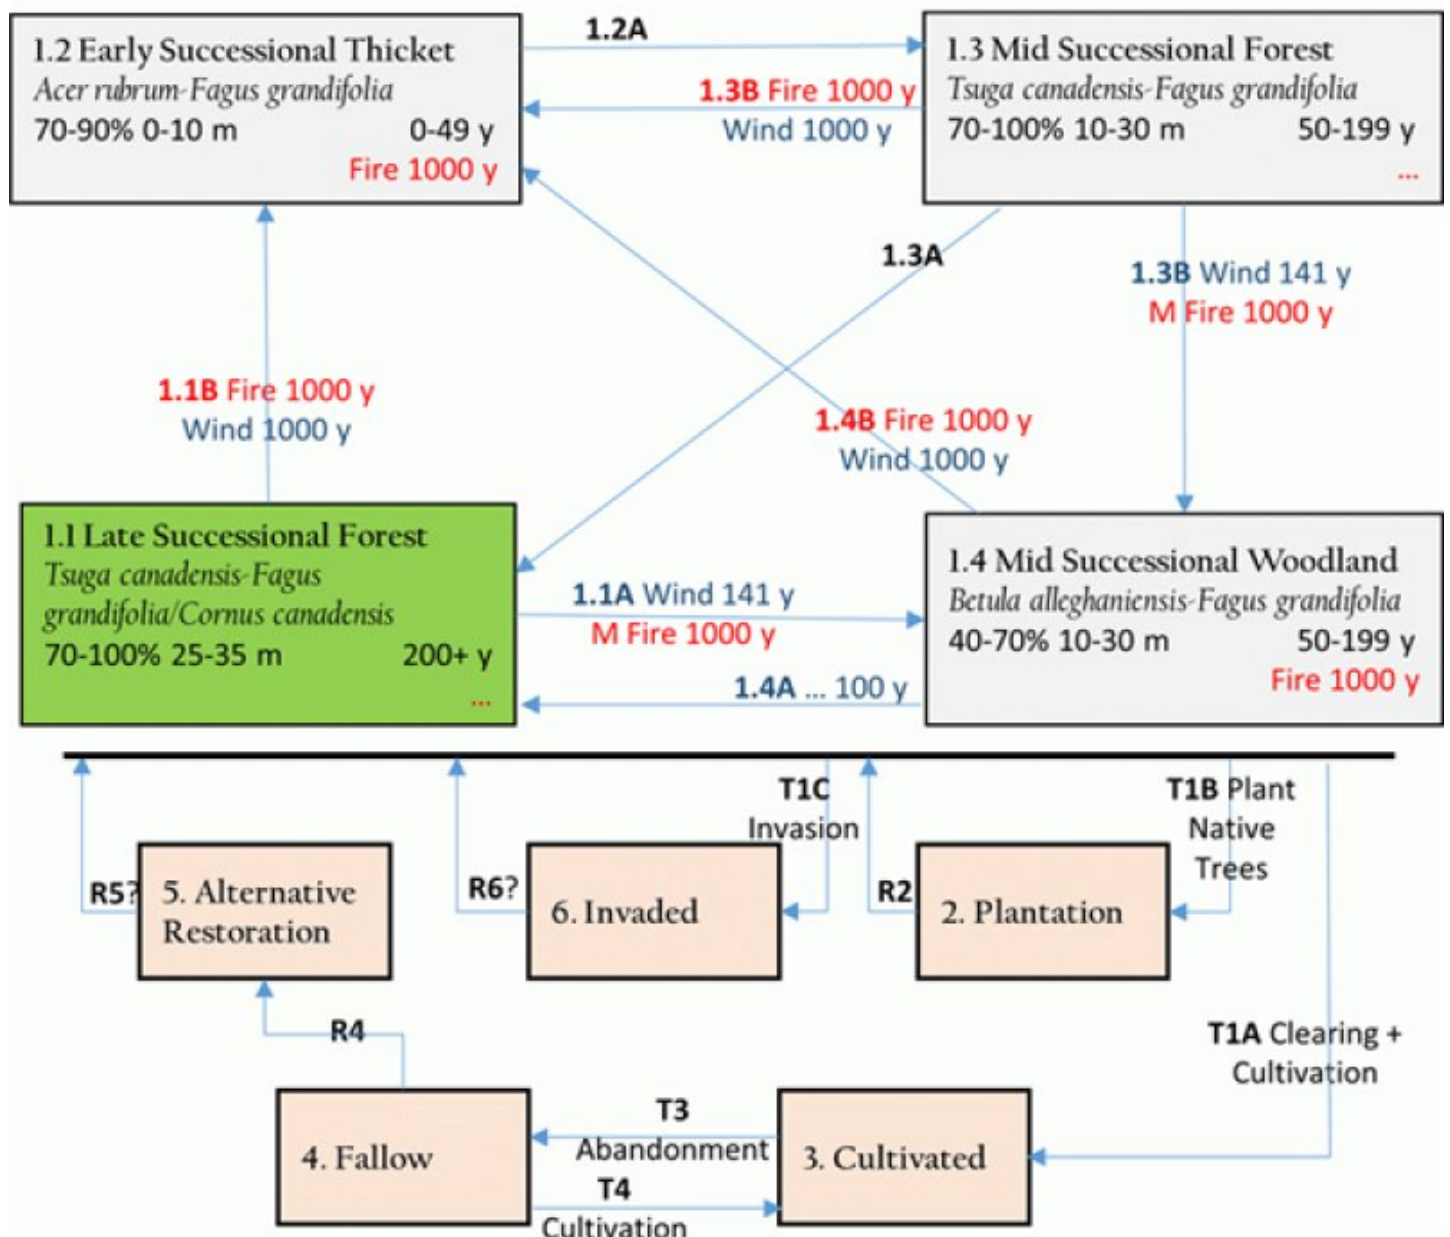 1.2 Early Successional Thicket
Acer rubrum-Fagus grandifolia
70-90% 0-10 m 0-49 y
Fire 1000 y
1.2A
1.3B Fire 1000 y
Wind 1000 y
1.3 Mid Successional Forest
Tsuga canadensis-Fagus grandifolia
70-100% 10-30 m 50-199 y
...
1.3A
1.3B Wind 141 y
M Fire 1000 y
1.1B Fire 1000 y
Wind 1000 y
1.4B Fire 1000 y
Wind 1000 y
1.1 Late Successional Forest
Tsuga canadensis-Fagus
grandifolia/Cornus canadensis
70-100% 25-35 m 200+ y
...
1.1A Wind 141 y
M Fire 1000 y
1.4A ... 100 y
1.4 Mid Successional Woodland
Betula alleghaniensis-Fagus grandifolia
40-70% 10-30 m 50-199 y
Fire 1000 y
T1C
Invasion
T1B Plant
Native
Trees
R5?
5. Alternative
Restoration
R6?
6. Invaded
R2
2. Plantation
R4
T1A Clearing +
Cultivation
4. Fallow
T3
Abandonment
T4
Cultivation
3. Cultivated